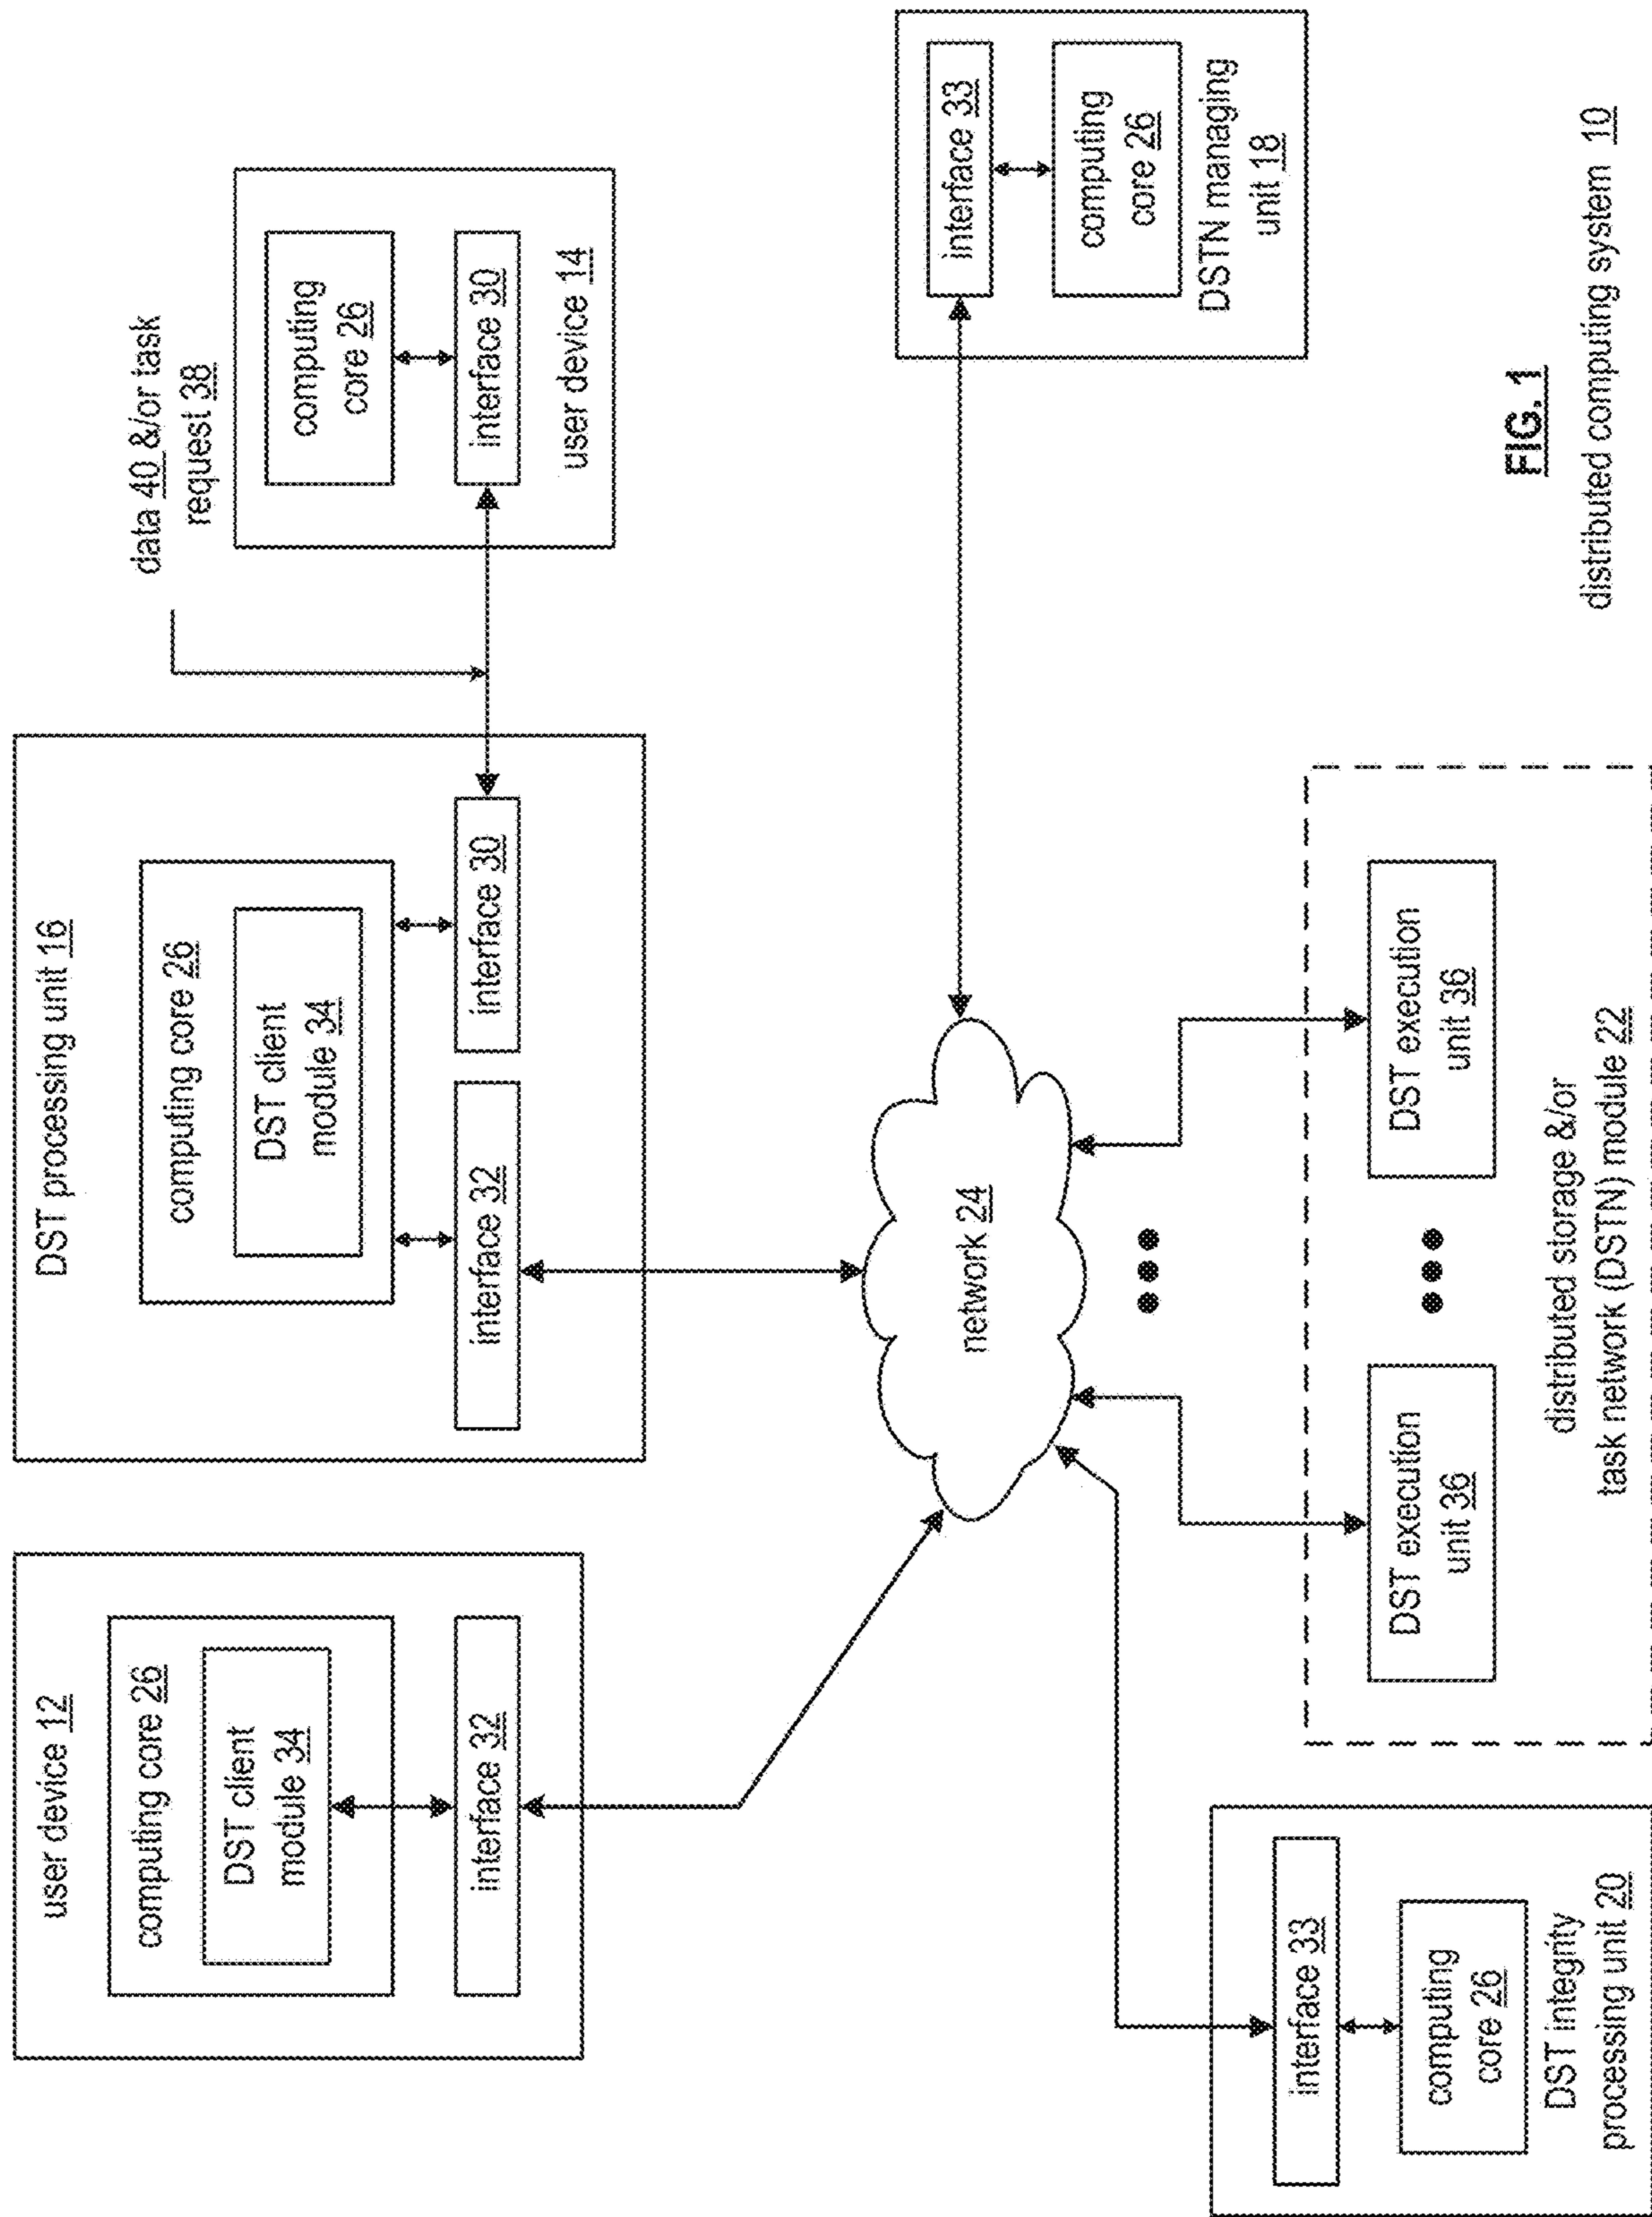 user device 12
computing core 26
DST client
module 34
interface 32
DST processing unit 16
computing core 26
DST client
module 34
interface 32
interface 30
data 40 &/or task
request 38
computing
core 26
interface 30
user device 14
network 24
interface 33
computing
core 26
DSTN managing
unit 18
interface 33
computing
core 26
DST integrity
processing unit 20
DST execution
unit 36
DST execution
unit 36
distributed storage &/or
task network (DSTN) module 22
FIG. 1
distributed computing system 10